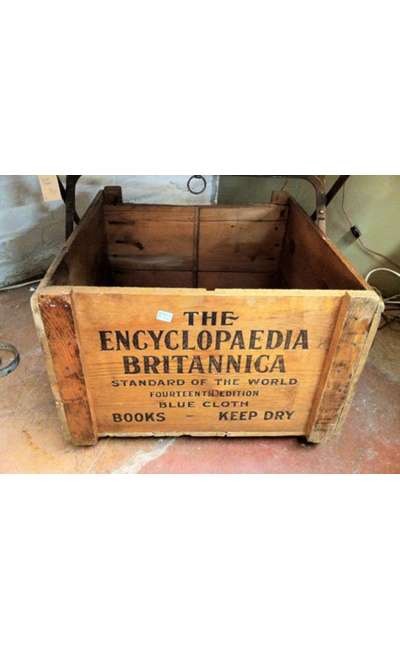 THE
ENCYCLOPAEDIA
BRITANNICA
STANDARD OF THE WORLD
FOURTEENTH EDITION
BLUE CLOTH
BOOKS - KEEP DRY